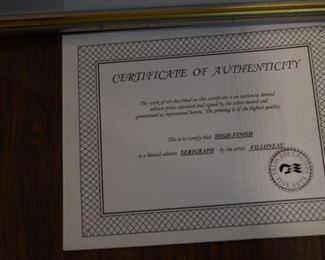 CERTIFICATE OF AUTHENTICITY
The work of art described on this certificate is an authentic limited
edition print, executed and signed by the artist named and
guaranteed as represented herein. The printing is of the highest quality.
This is to certify that HIGH-FINISH
is a limited edition SERIGRAPH by the artist FILLONEAU
FINE ARTS